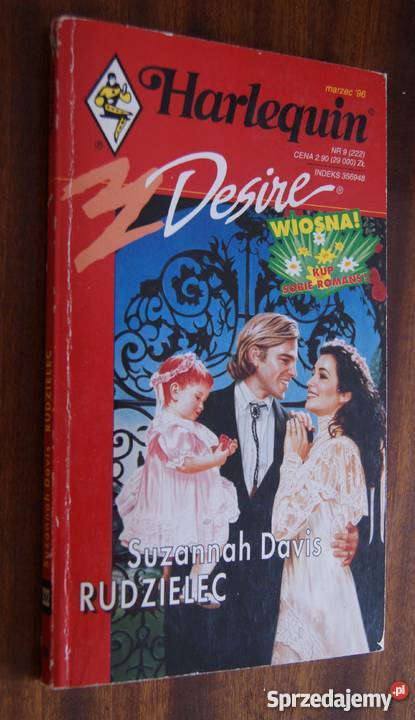 marzec '96
Harlequin®
®
NR 9 (222)
CENA 2.90 (29 000) ZŁ
INDEKS 356948
Desire®
WIOSNA!
KUP
SOBIE ROMANS!
Suzannah Davis
RUDZIELEC
Suzannah Davis RUDZIELEC
222
Sprzedajemy.pl